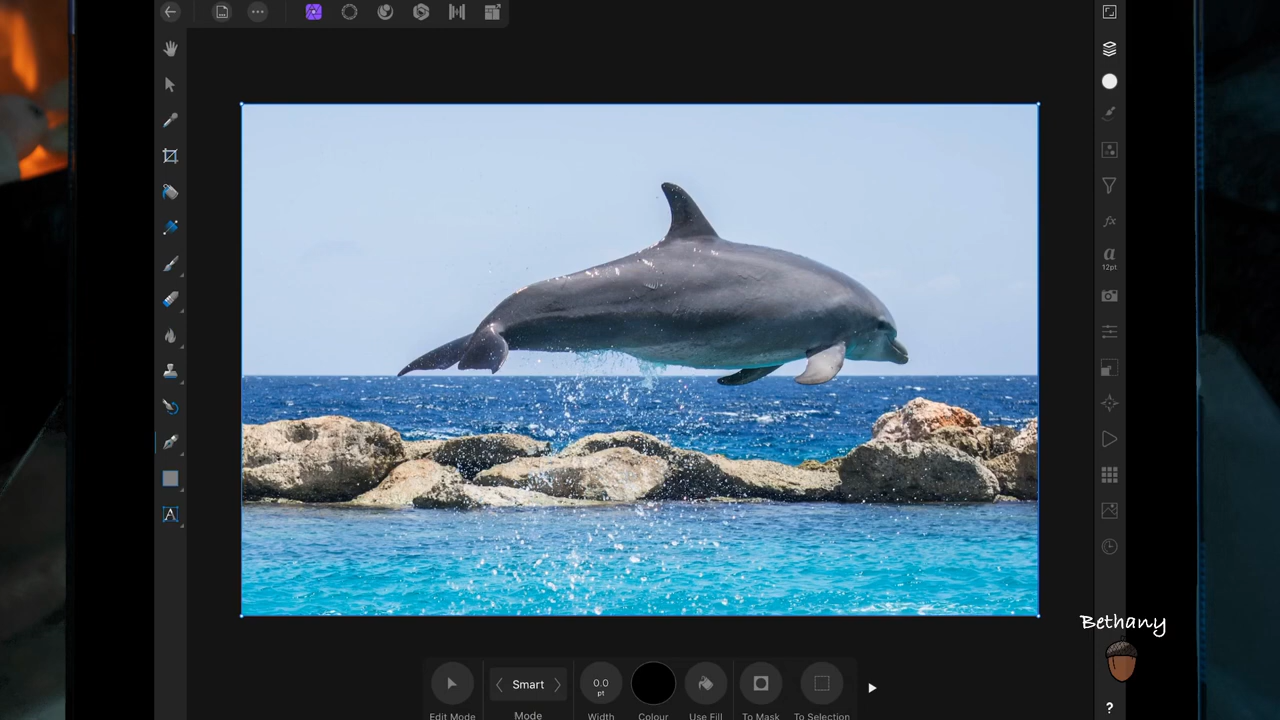 a
12pt
A
Bethany
Smart
0.0
pt
Edit Mode
Mode
Width
Colour
Use Fill
To Mask
To Selection
?